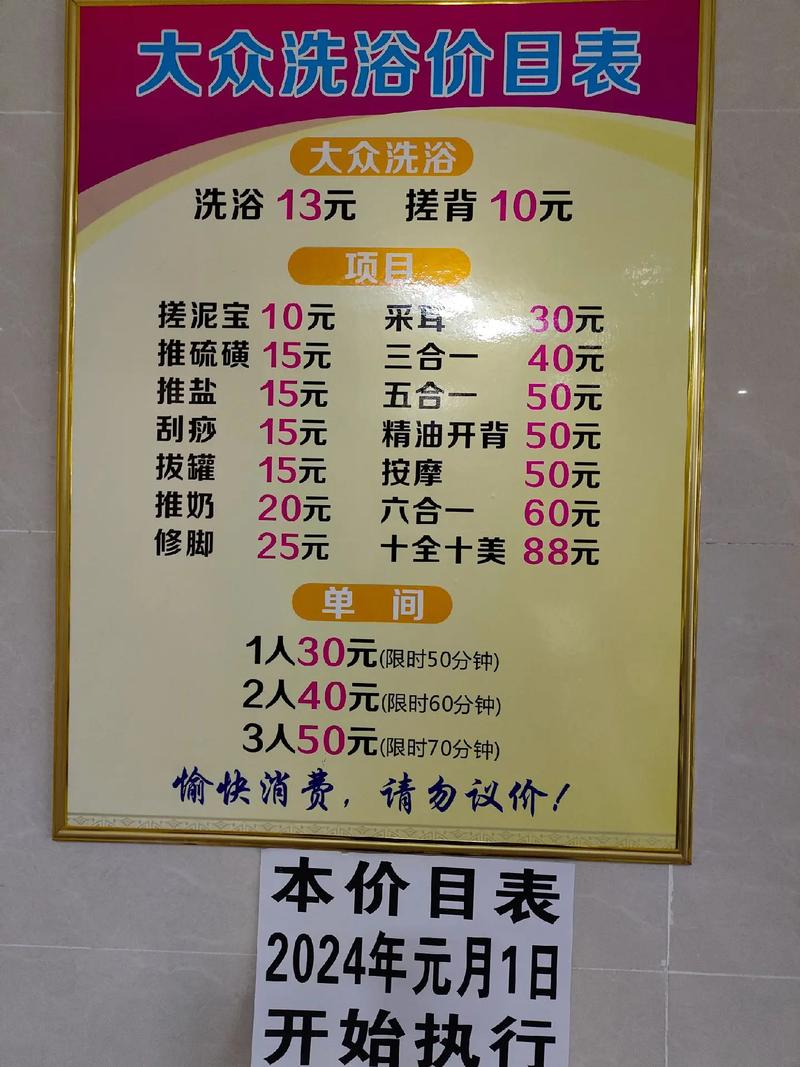 大众洗浴价目表
大众洗浴
洗浴 13元 搓背 10元
项目
搓泥宝 10元 采耳 30元
推硫磺 15元 三合一 40元
推盐 15元 五合一 50元
刮痧 15元 精油开背 50元
拔罐 15元 按摩 50元
推奶 20元 六合一 60元
修脚 25元 十全十美 88元
单间
1人30元(限时50分钟)
2人40元(限时60分钟)
3人50元(限时70分钟)
愉快消费，请勿议价！
本价目表
2024年元月1日
开始执行